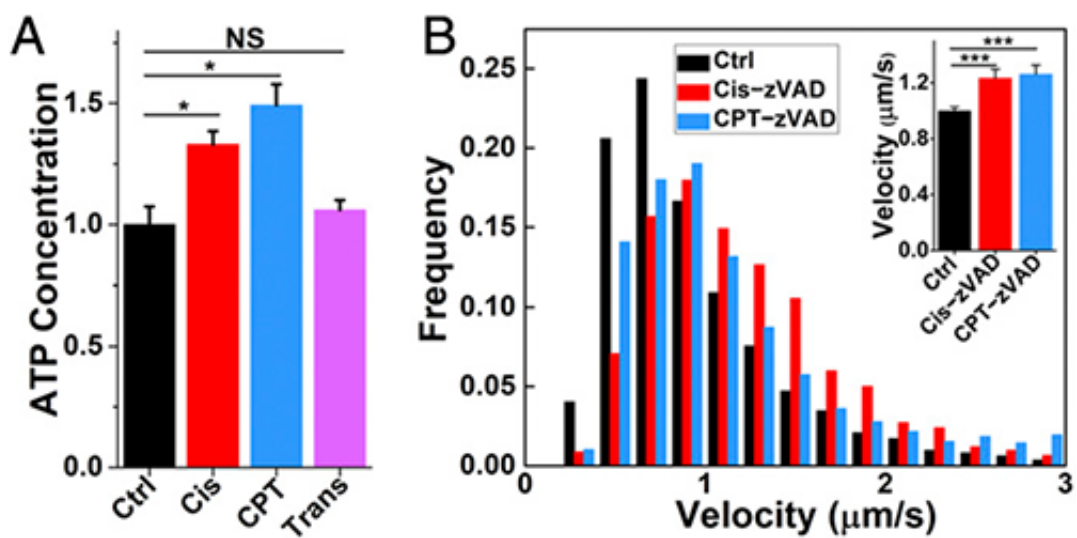 A
ATP Concentration
1.5
1.0
0.5
0.0
NS
*
*
Ctrl
Cis
CPT
Trans
B
Frequency
0.25
0.20
0.15
0.10
0.05
0.00
Ctrl
Cis-zVAD
CPT-zVAD
0
1
2
3
Velocity (μm/s)
Velocity (μm/s)
1.2
0.8
0.4
0.0
***
***
Ctrl
Cis-zVAD
CPT-zVAD